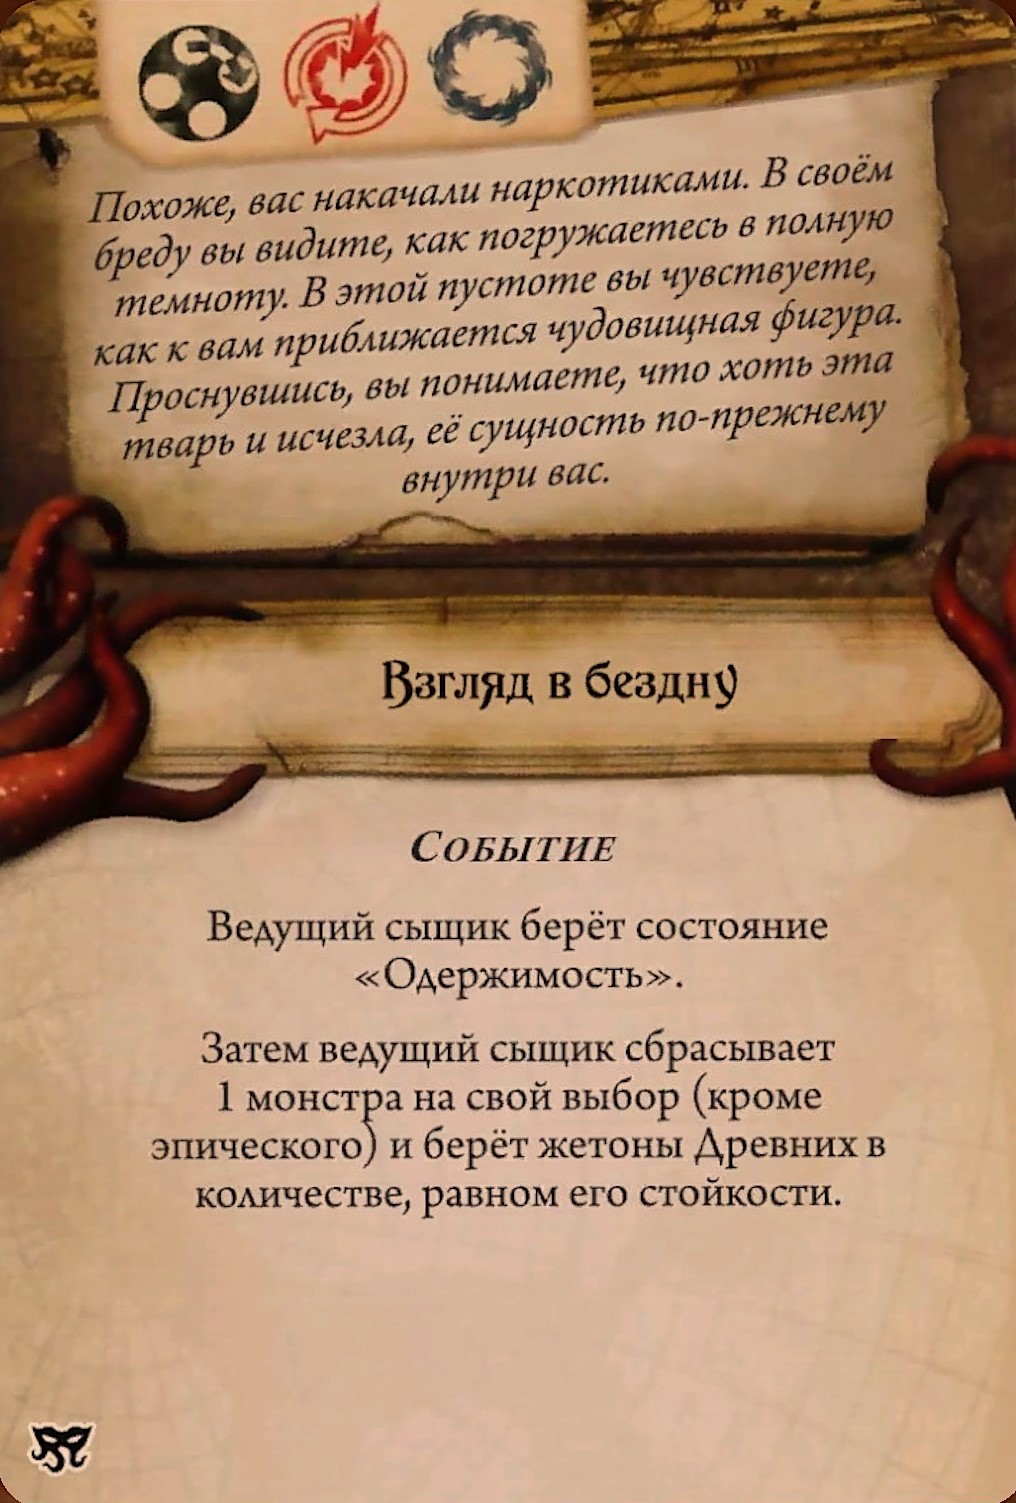 Похоже, вас накачали наркотиками. В своём
бреду вы видите, как погружаетесь в полную
темноту. В этой пустоте вы чувствуете,
как к вам приближается чудовищная фигура.
Проснувшись, вы понимаете, что хоть эта
тварь и исчезла, её сущность по-прежнему
внутри вас.
Взгляд в бездну
Событие
Ведущий сыщик берёт состояние
«Одержимость».
Затем ведущий сыщик сбрасывает
1 монстра на свой выбор (кроме
эпического) и берёт жетоны Древних в
количестве, равном его стойкости.